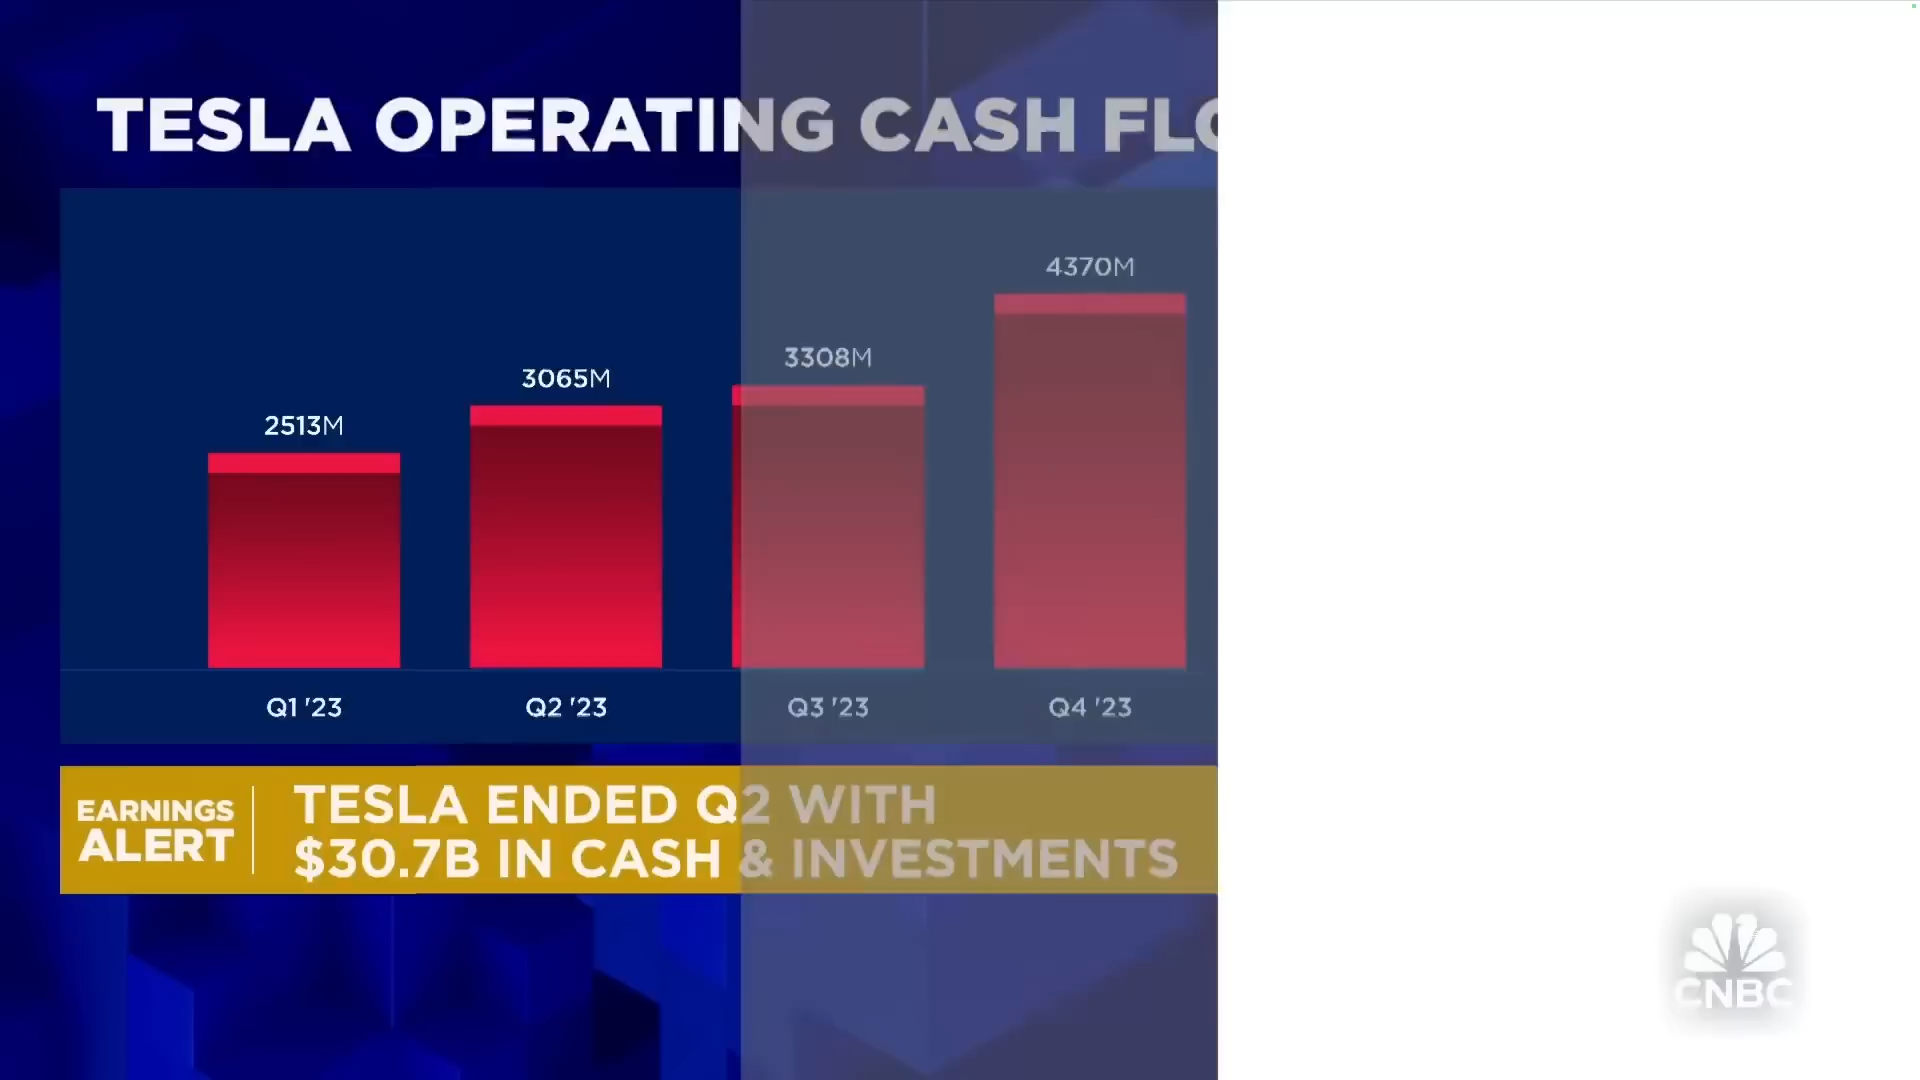 TESLA OPERATING CASH
4370M
3308M
3065M
2513M
Q1 '23 Q2 '23 Q3 '23 Q4 '23
EARNINGS
ALERT
TESLA ENDED Q2 WITH
$30.7B IN CASH & INVESTMENTS
CNBC